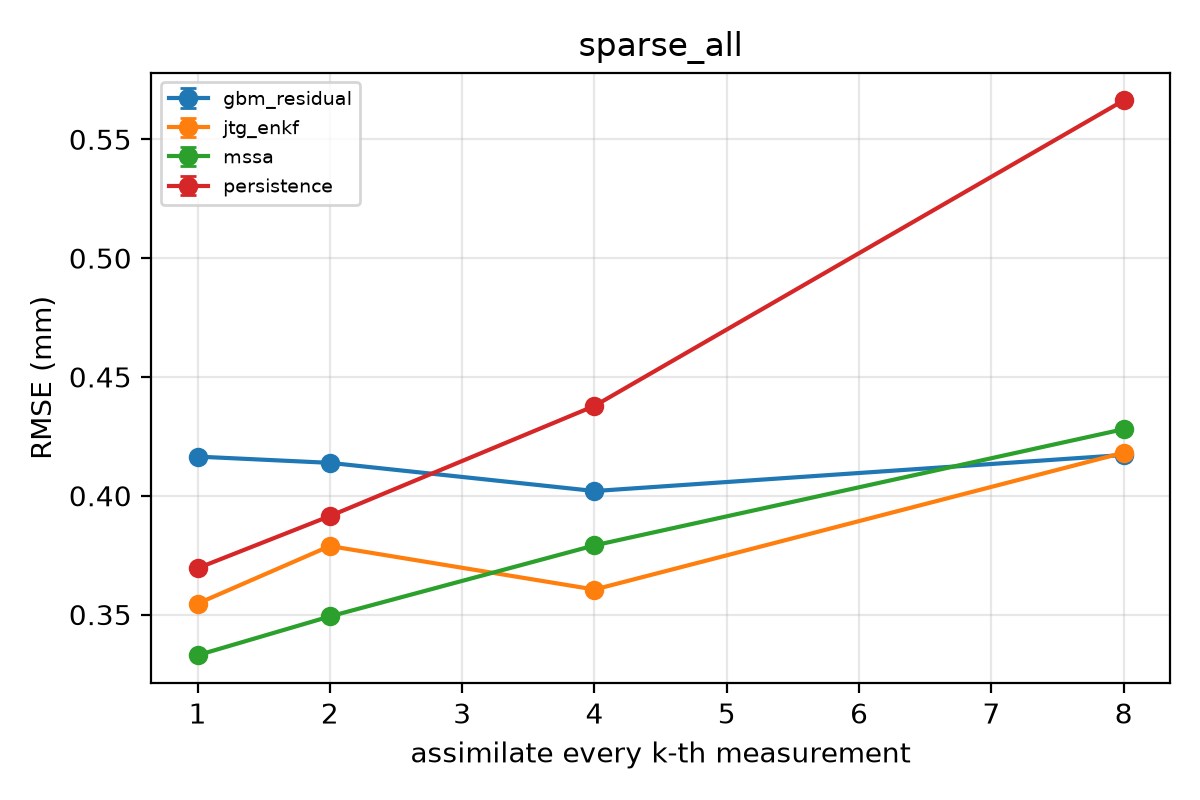 sparse_all
gbm_residual
jtg_enkf
mssa
persistence
RMSE (mm)
0.55
0.50
0.45
0.40
0.35
1 2 3 4 5 6 7 8
assimilate every k-th measurement